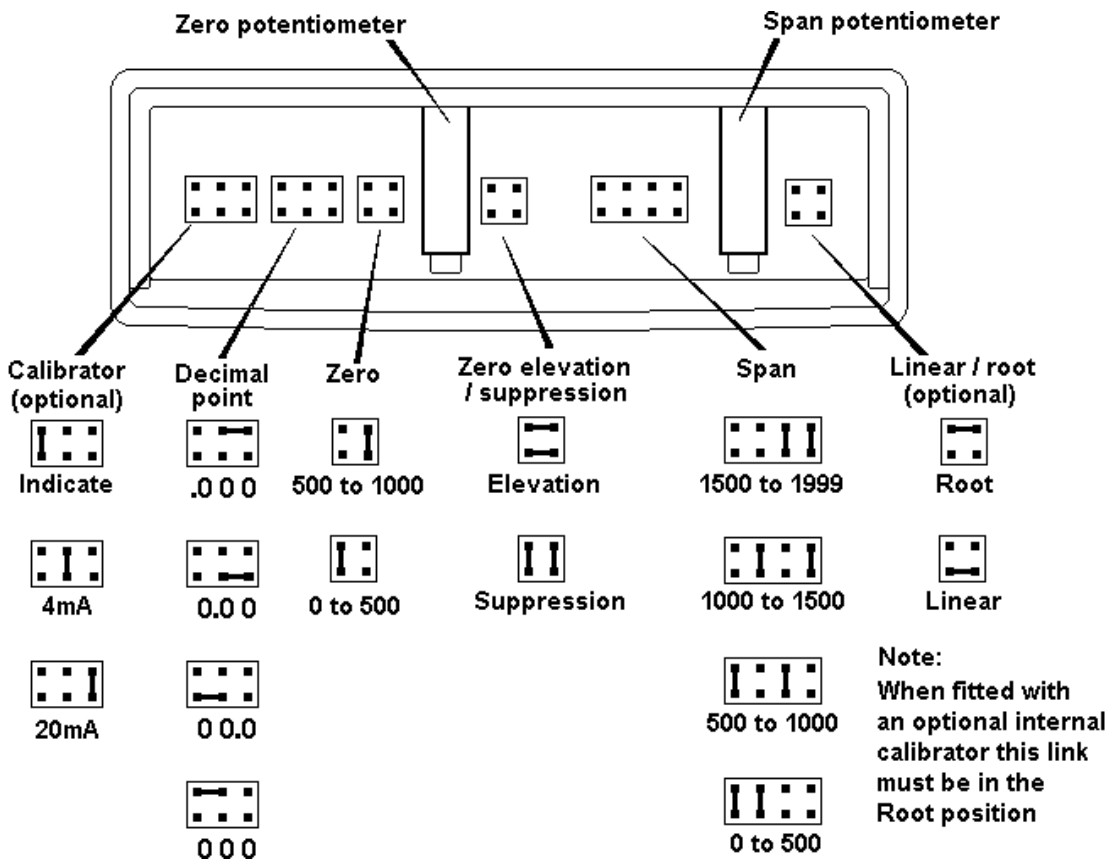 Zero potentiometer
Span potentiometer
Calibrator
(optional)
Decimal
point
Zero
Zero elevation
/ suppression
Span
Linear / root
(optional)
Indicate
.0 0 0
500 to 1000
Elevation
1500 to 1999
Root
4mA
0.0 0
0 to 500
Suppression
1000 to 1500
Linear
20mA
0 0.0
500 to 1000
Note:
When fitted with
an optional internal
calibrator this link
must be in the
Root position
0 0 0
0 to 500